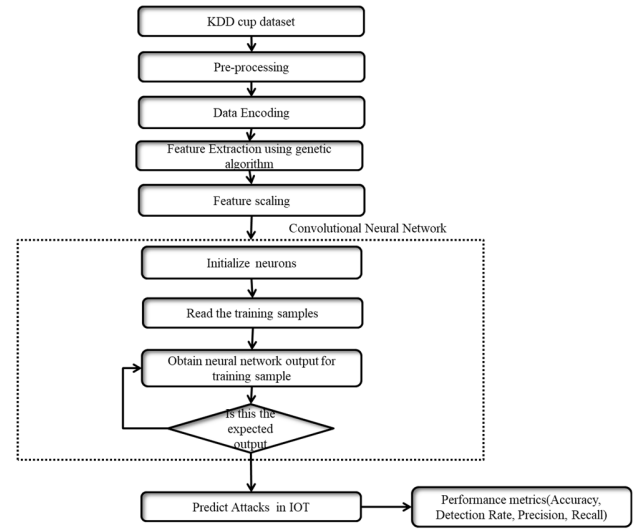 KDD cup dataset
Pre-processing
Data Encoding
Feature Extraction using genetic
algorithm
Feature scaling
Convolutional Neural Network
Initialize neurons
Read the training samples
Obtain neural network output for
training sample
Is this the
expected
output
Predict Attacks in IOT
Performance metrics(Accuracy,
Detection Rate, Precision, Recall)